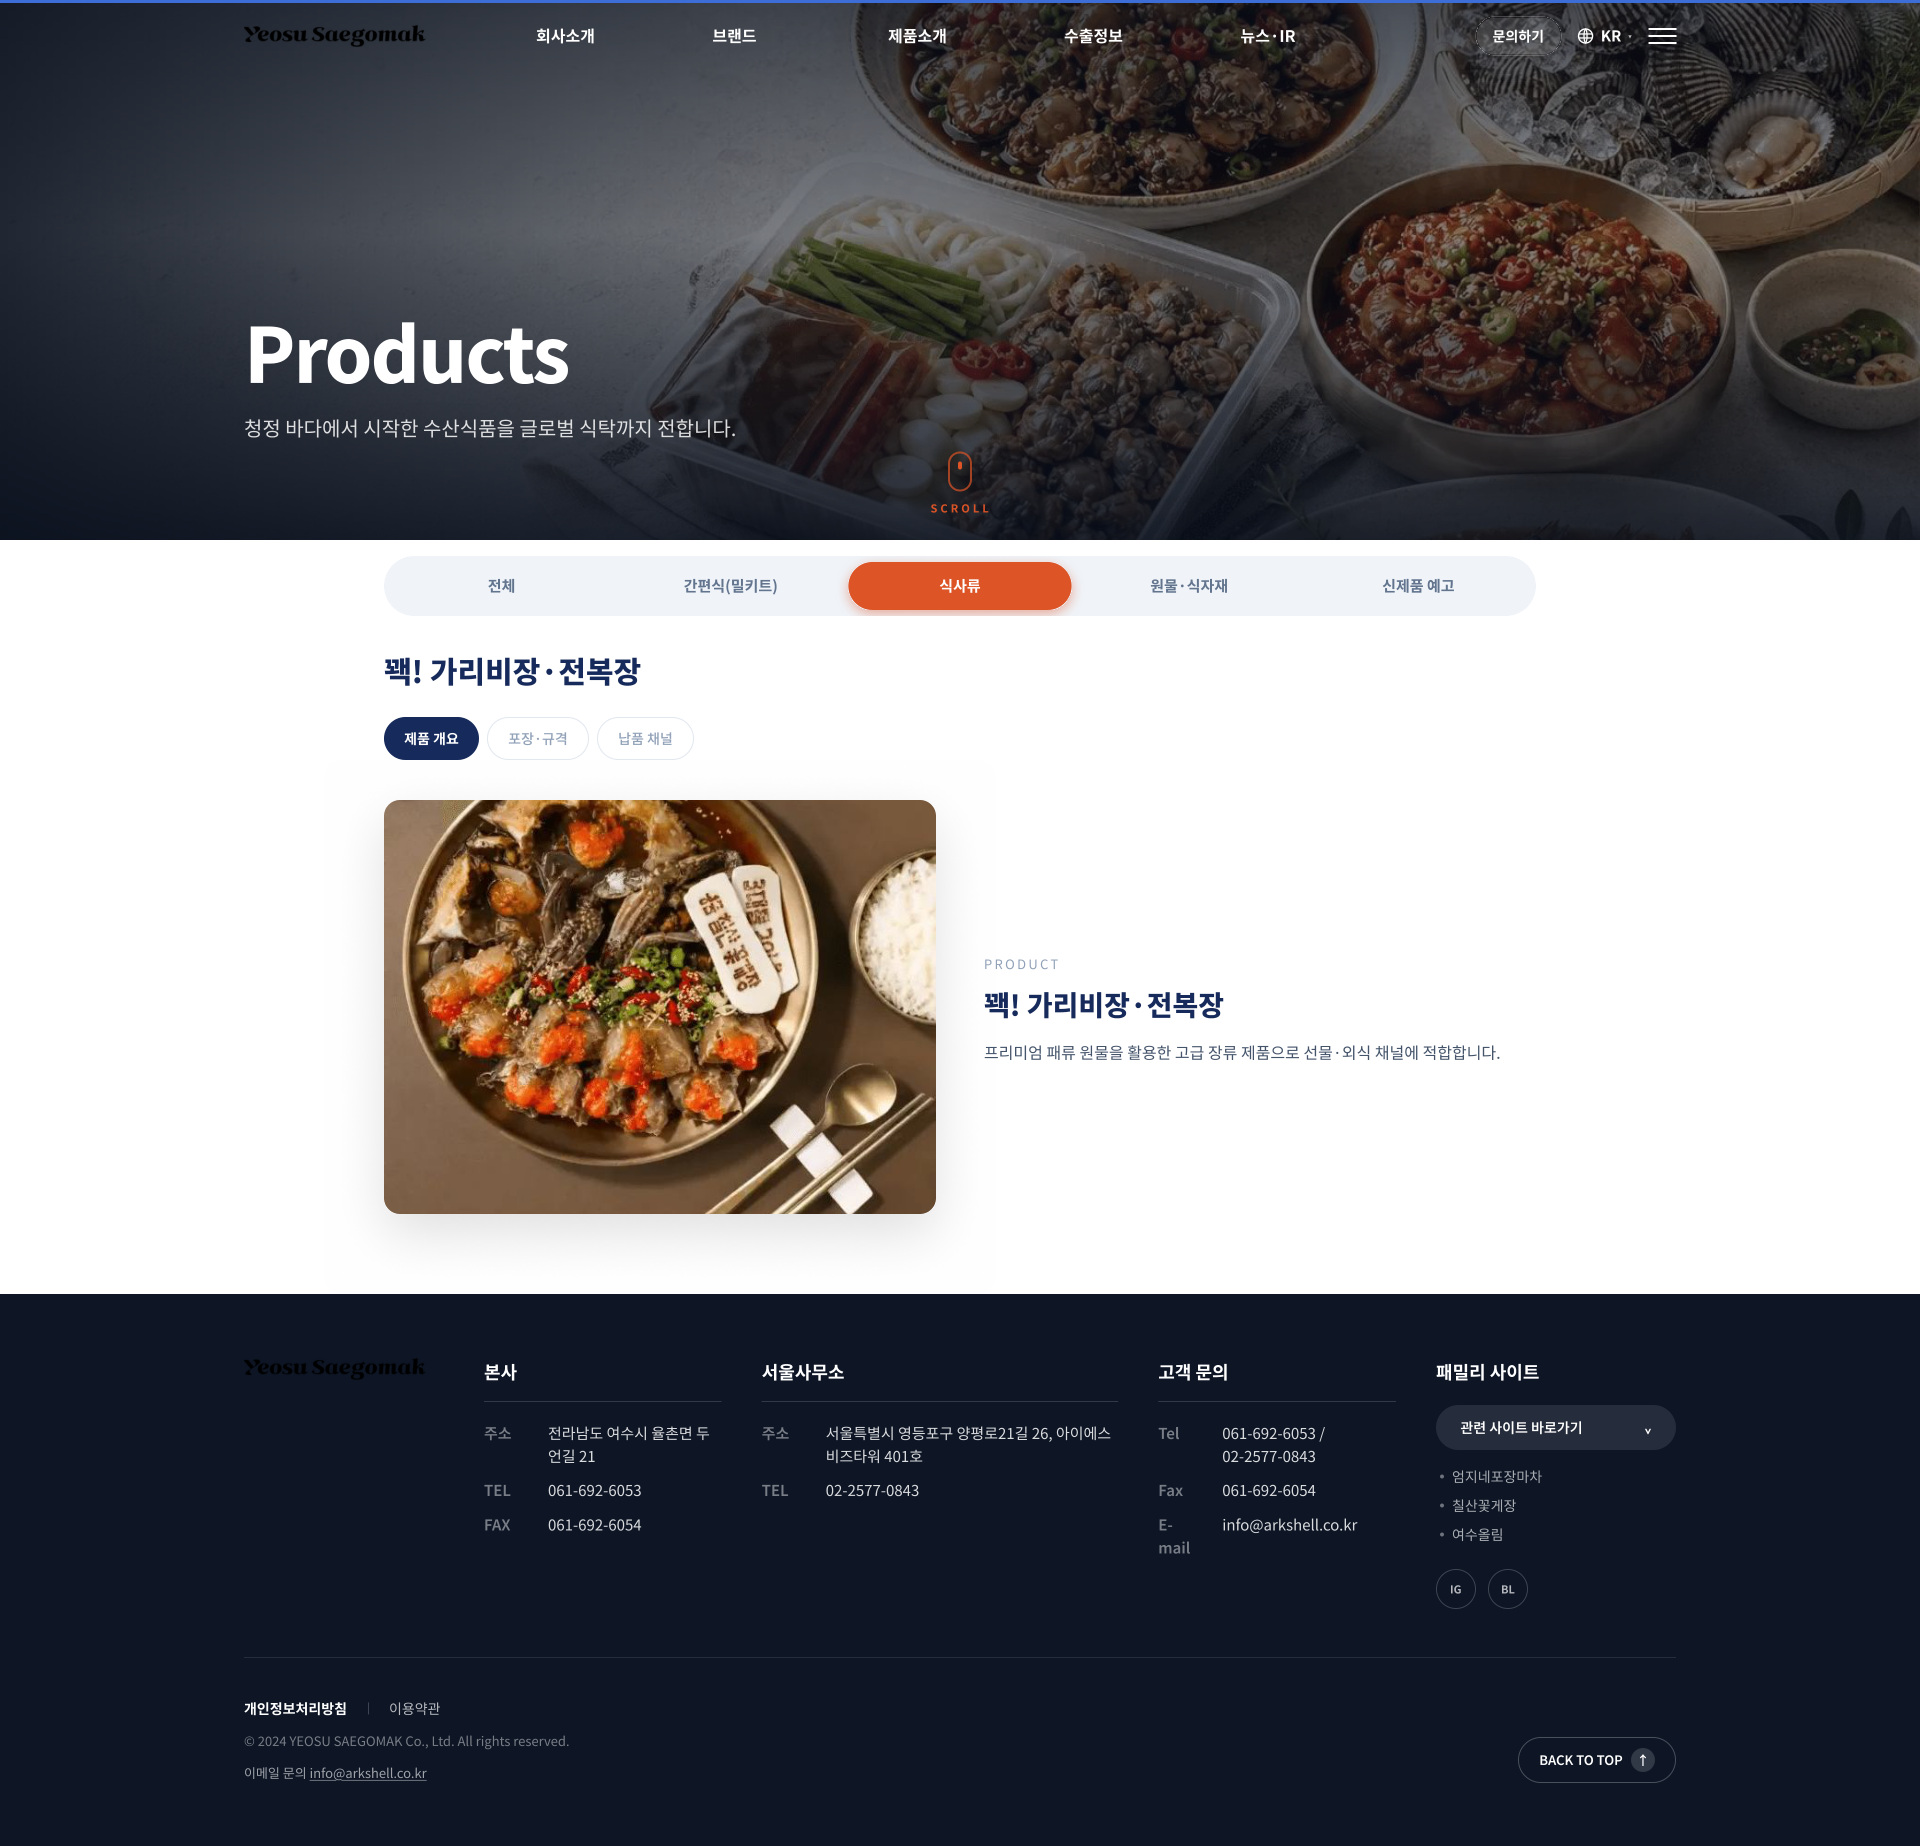 Yeosu Saegomak
회사소개
브랜드
제품소개
수출정보
뉴스·IR
문의하기
KR
Products
청정 바다에서 시작한 수산식품을 글로벌 식탁까지 전합니다.
SCROLL
전체
간편식(밀키트)
식사류
원물·식자재
신제품 예고
꽥! 가리비장·전복장
제품 개요
포장·규격
납품 채널
PRODUCT
꽥! 가리비장·전복장
프리미엄 패류 원물을 활용한 고급 장류 제품으로 선물·외식 채널에 적합합니다.
Yeosu Saegomak
본사
주소
전라남도 여수시 율촌면 두
언길 21
TEL
061-692-6053
FAX
061-692-6054
서울사무소
주소
서울특별시 영등포구 양평로21길 26, 아이에스
비즈타워 401호
TEL
02-2577-0843
고객 문의
Tel
061-692-6053 /
02-2577-0843
Fax
061-692-6054
E-
mail
info@arkshell.co.kr
패밀리 사이트
관련 사이트 바로가기
• 엄지네포장마차
• 칠산꽃게장
• 여수울림
IG
BL
개인정보처리방침
이용약관
© 2024 YEOSU SAEGOMAK Co., Ltd. All rights reserved.
이메일 문의 info@arkshell.co.kr
BACK TO TOP ↑